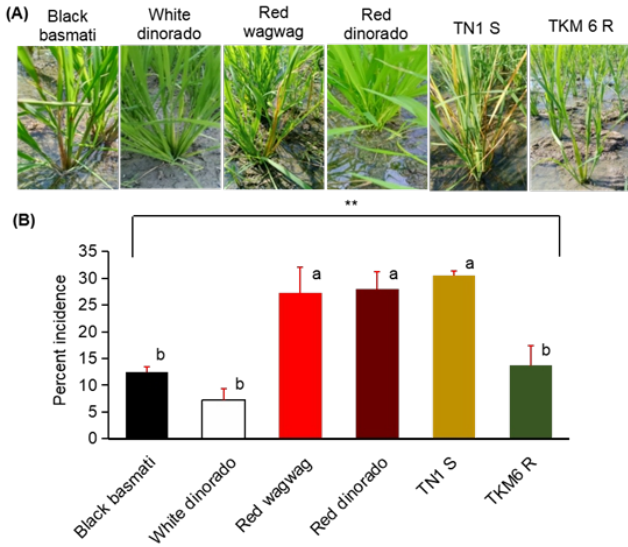 (A)
Black basmati
White dinorado
Red wagwag
Red dinorado
TN1 S
TKM 6 R
**
(B)
Percent incidence
35
30
25
20
15
10
5
0
b
b
a
a
a
b
Black basmati
White dinorado
Red wagwag
Red dinorado
TN1 S
TKM6 R